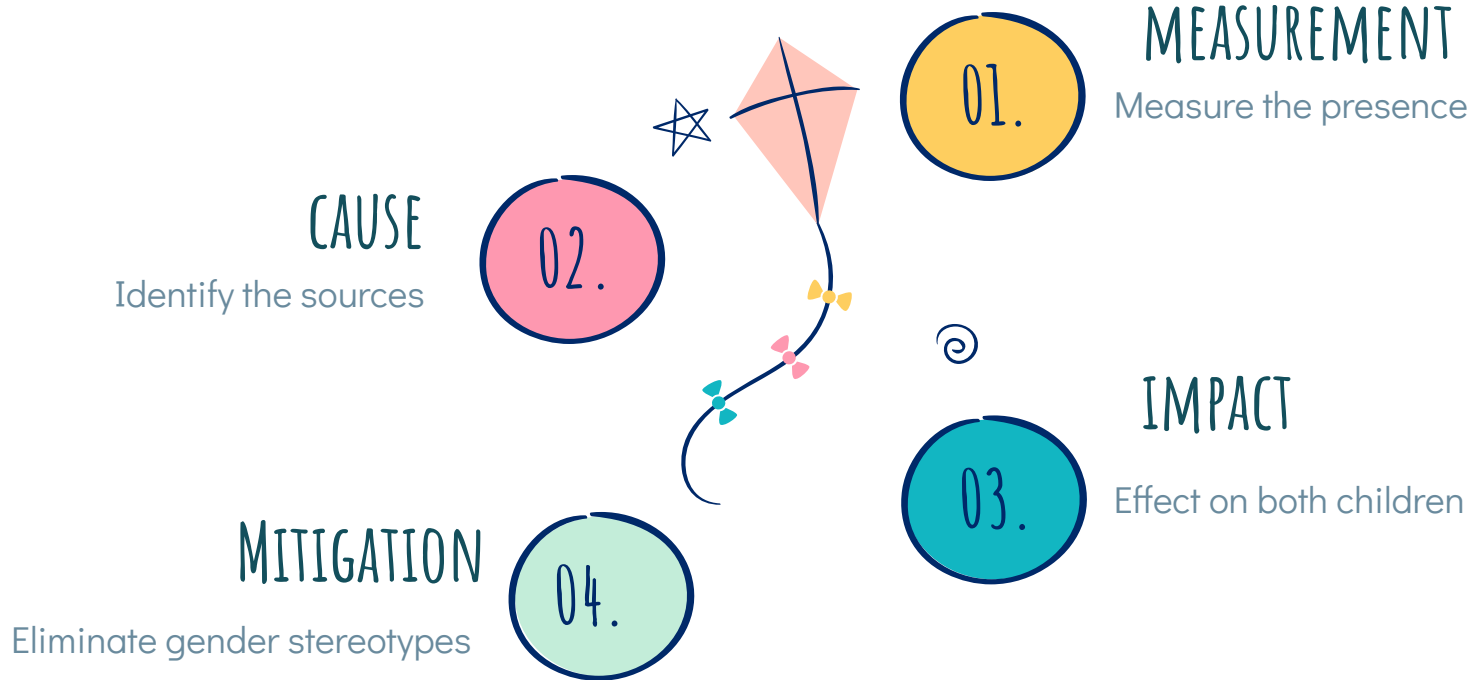 01.
MEASUREMENT
Measure the presence
02.
CAUSE
Identify the sources
03.
IMPACT
Effect on both children
04.
MITIGATION
Eliminate gender stereotypes